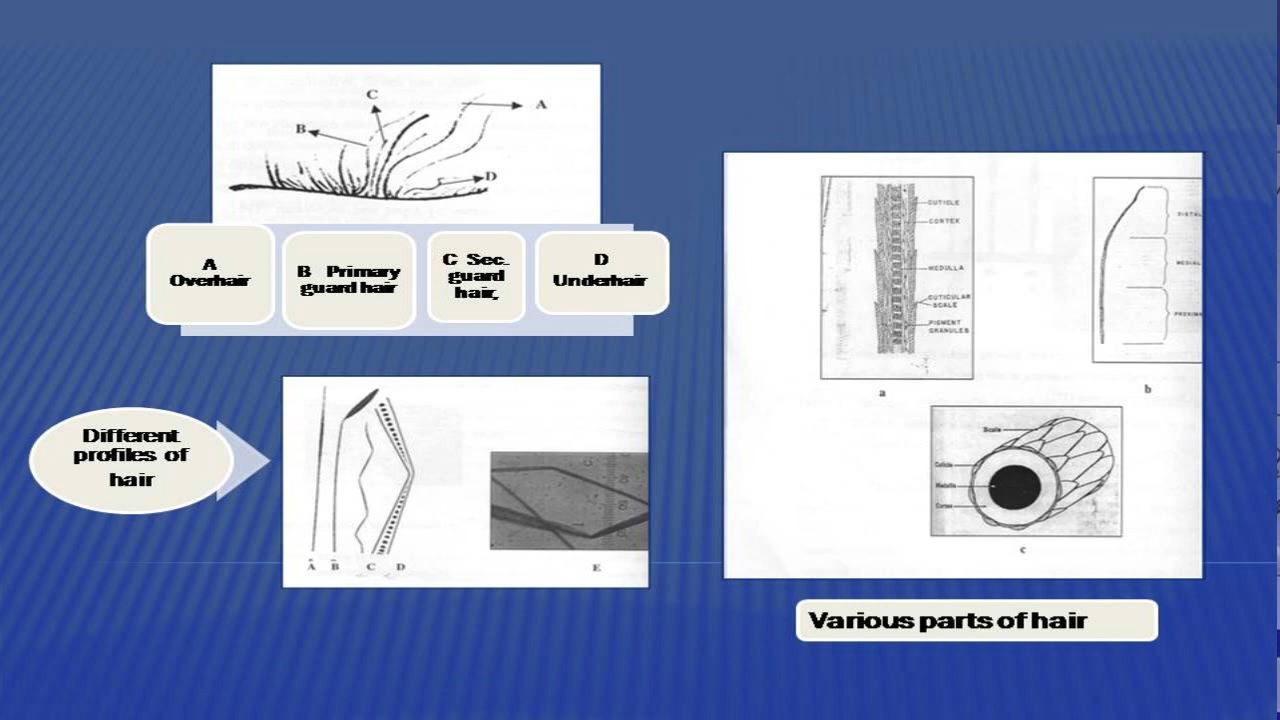 C
A
B
D
A
Overhair
B Primary
guard hair
C Sec.
guard
hair,
D
Underhair
Different
profiles of
hair
A B C D
E
CUTICLE
CORTEX
MEDULLA
CUTICULAR
SCALE
PIGMENT
GRANULES
a
DISTAL
MEDIAL
b
Scale
Cuticle
Medulla
Cortex
c
Various parts of hair